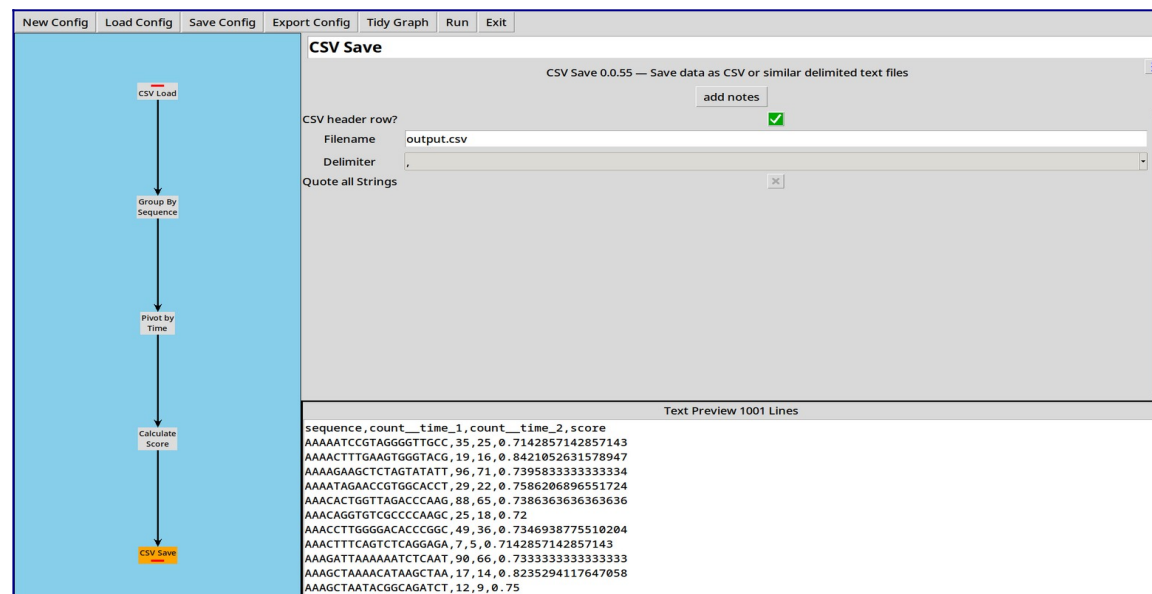 New Config Load Config Save Config Export Config Tidy Graph Run Exit
CSV Load
Group By
Sequence
Pivot by
Time
Calculate
Score
CSV Save
CSV Save
CSV Save 0.0.55 — Save data as CSV or similar delimited text files
add notes
CSV header row?
Filename output.csv
Delimiter ,
Quote all Strings
Text Preview 1001 Lines
sequence,count__time_1,count__time_2,score
AAAAATCCGTAGGGGTTGCC,35,25,0.7142857142857143
AAAACTTTGAAGTGGGTACG,19,16,0.8421052631578947
AAAAGAAGCTCTAGTATATT,96,71,0.7395833333333334
AAAATAGAACCGTGGCACCT,29,22,0.7586206896551724
AAACACTGGTTAGACCCAAG,88,65,0.7386363636363636
AAACAGGTGTCGCCCCAAGC,25,18,0.72
AAACCTTGGGGACACCCGGC,49,36,0.7346938775510204
AAACTTTCAGTCTCAGGAGA,7,5,0.7142857142857143
AAAGATTAAAAAATCTCAAT,90,66,0.7333333333333333
AAAGCTAAAACATAAGCTAA,17,14,0.8235294117647058
AAAGCTAATACGGCAGATCT,12,9,0.75